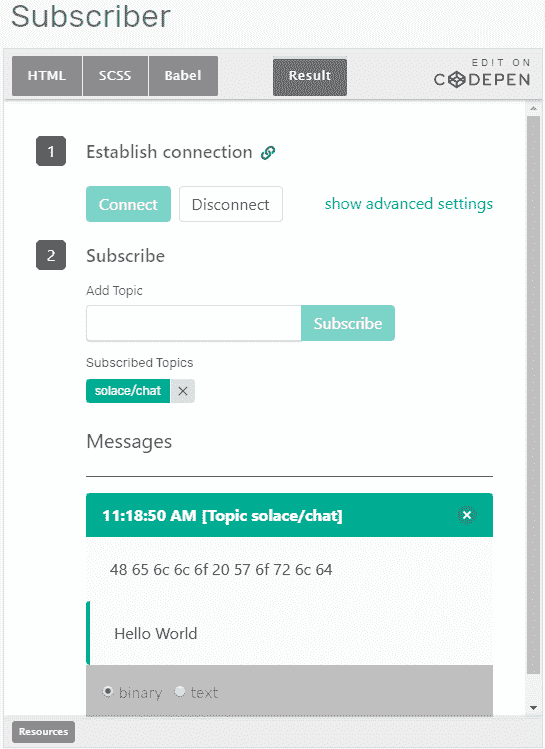 Subscriber
HTML SCSS Babel Result EDIT ON
CODEPEN
1 Establish connection
Connect Disconnect show advanced settings
2 Subscribe
Add Topic
Subscribe
Subscribed Topics
solace/chat ×
Messages
11:18:50 AM [Topic solace/chat] ×
48 65 6c 6c 6f 20 57 6f 72 6c 64
Hello World
binary text
Resources